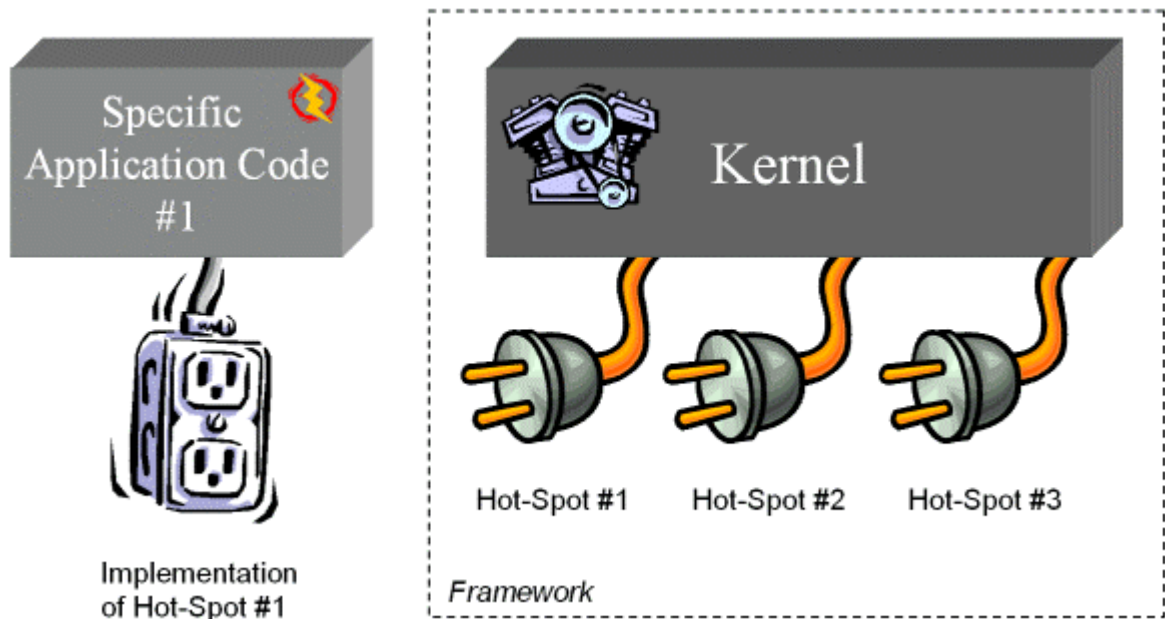 Specific
Application Code
#1
Implementation
of Hot-Spot #1
Kernel
Hot-Spot #1
Hot-Spot #2
Hot-Spot #3
Framework